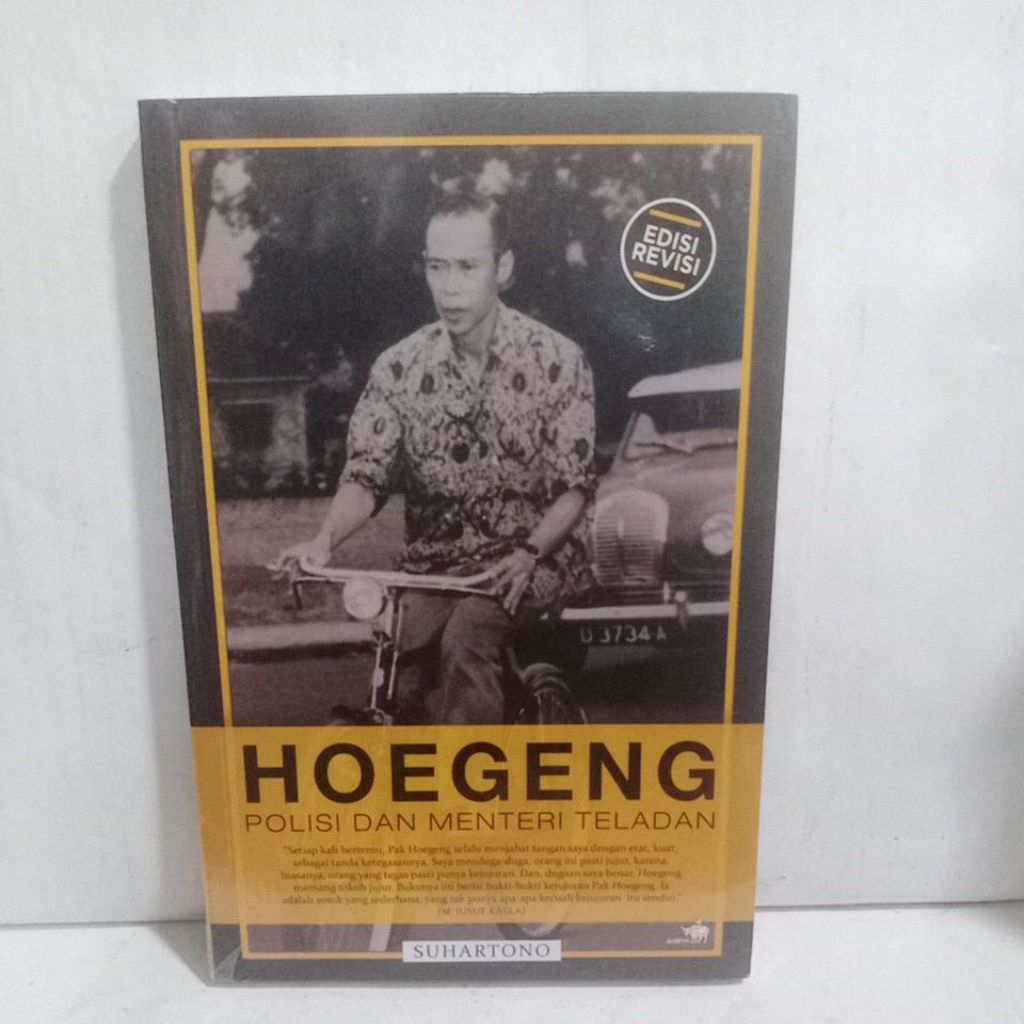 EDISI
REVISI
0 3734 A
HOEGENG
POLISI DAN MENTERI TELADAN
"Setiap kali bertemu, Pak Hoegeng selalu menjabat tangan saya dengan erat, kuat,
sebagai tanda ketegasannya. Saya menduga-duga, orang ini pasti jujur, karena,
biasanya, orang yang tegas pasti punya kejujuran. Dan, dugaan saya benar. Hoegeng
memang tokoh jujur. Bukunya ini berisi bukti-bukti kejujuran Pak Hoegeng. Ia
adalah sosok yang sederhana, yang tak punya apa-apa kecuali kejujuran itu sendiri."
(M. JUSUF KALLA)
SUHARTONO